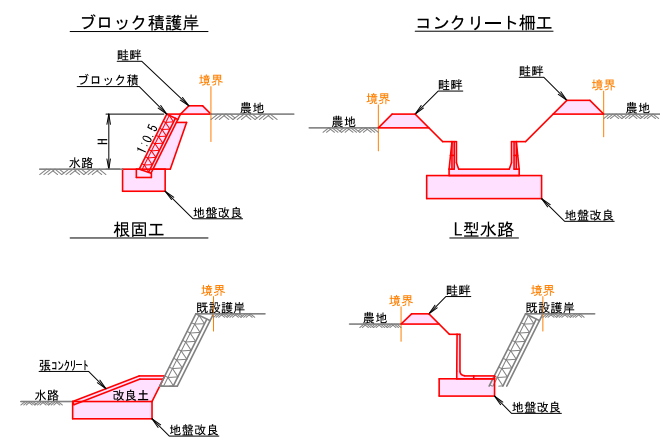 ブロック積護岸
畦畔
ブロック積
境界
農地
H
1:0.5
水路
地盤改良
コンクリート柵工
畦畔
畦畔
境界
境界
農地
農地
地盤改良
根固工
境界
既設護岸
張コンクリート
水路
改良土
地盤改良
L型水路
畦畔
境界
農地
境界
既設護岸
地盤改良